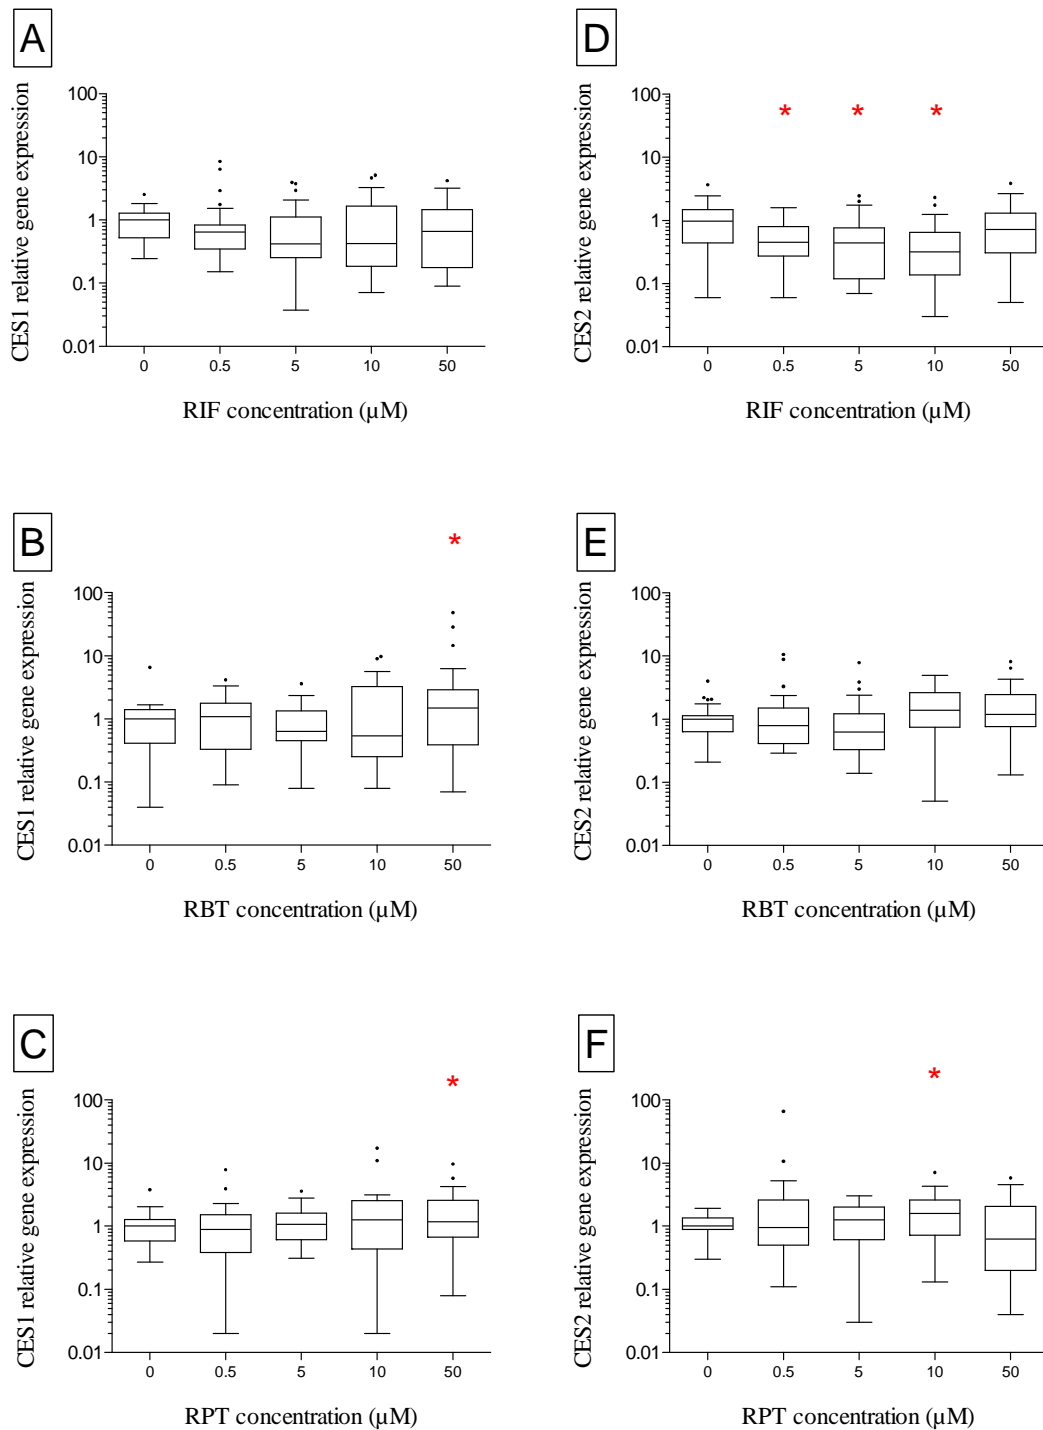 A
CES1 relative gene expression
100
10
1
0.1
0.01
0 0.5 5 10 50
RIF concentration (µM)
D
CES2 relative gene expression
100
10
1
0.1
0.01
* * *
0 0.5 5 10 50
RIF concentration (µM)
B
CES1 relative gene expression
100
10
1
0.1
0.01
*
0 0.5 5 10 50
RBT concentration (µM)
E
CES2 relative gene expression
100
10
1
0.1
0.01
0 0.5 5 10 50
RBT concentration (µM)
C
CES1 relative gene expression
100
10
1
0.1
0.01
*
0 0.5 5 10 50
RPT concentration (µM)
F
CES2 relative gene expression
100
10
1
0.1
0.01
*
0 0.5 5 10 50
RPT concentration (µM)